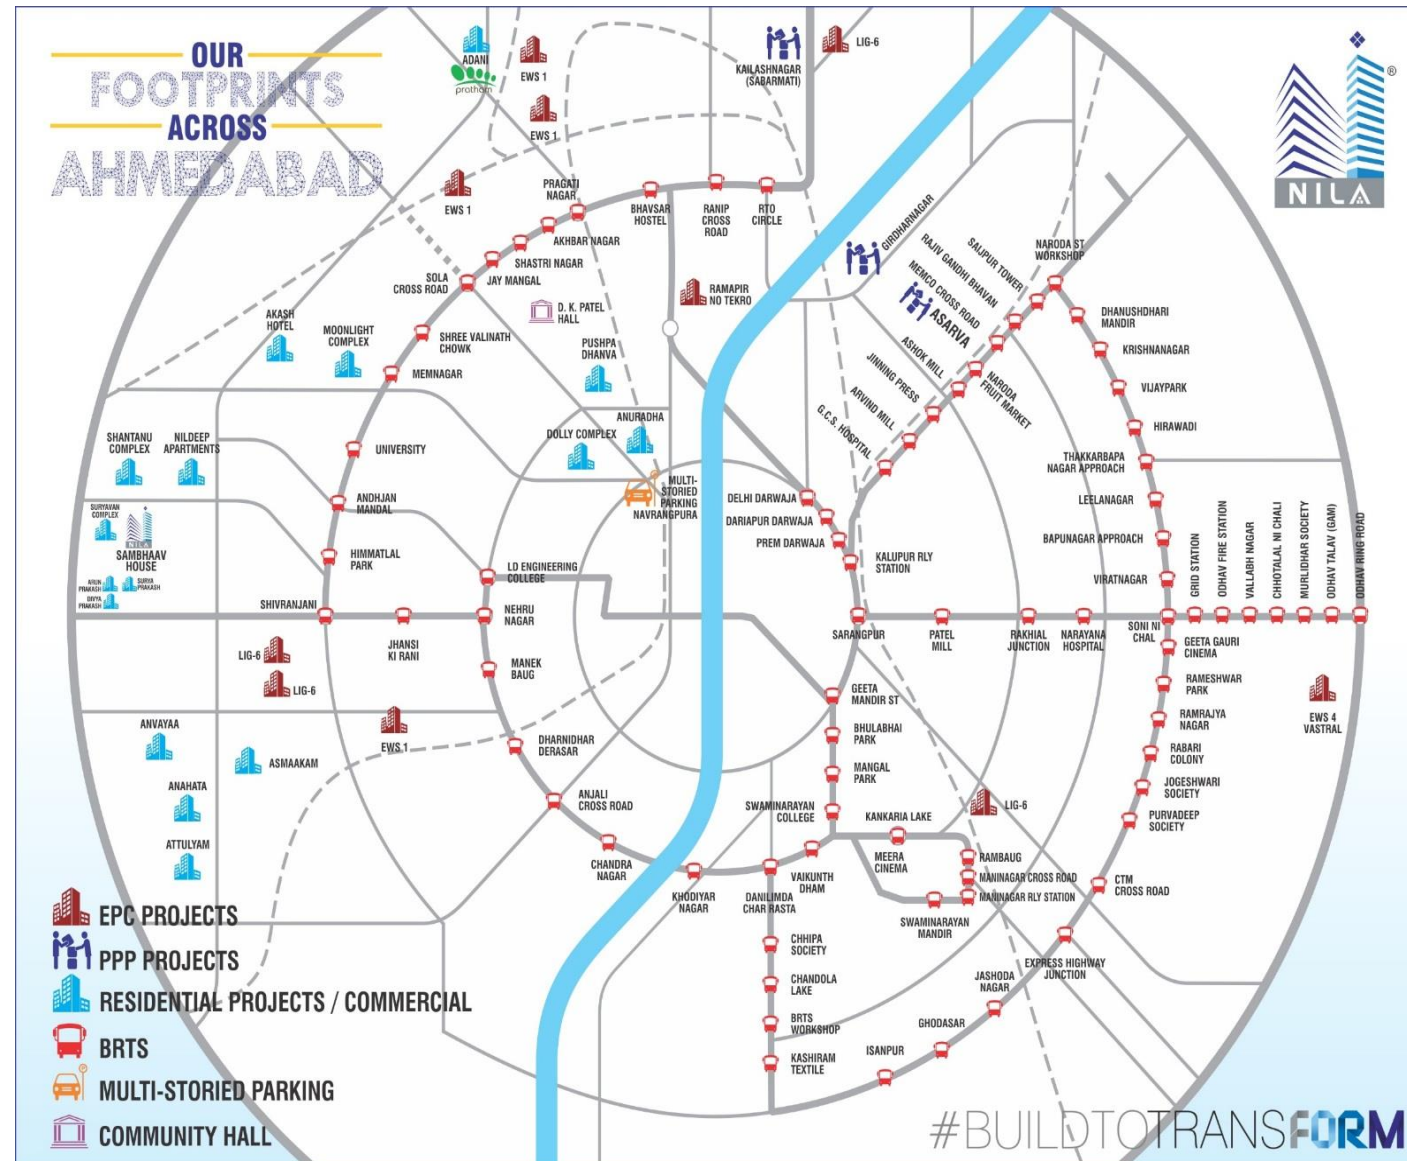 OUR
FOOTPRINTS
ACROSS
AHMEDABAD
ADANI
pratham
EWS 1
EWS 1
EWS 1
KAILASHNAGAR
(SABARMATI)
LIG-6
NILA
®
PRAGATI
NAGAR
BHAVSAR
HOSTEL
RANIP
CROSS
ROAD
RTO
CIRCLE
AKHBAR NAGAR
SHASTRI NAGAR
JAY MANGAL
SOLA
CROSS ROAD
GIRDHARNAGAR
SALIPUR TOWER
RAJIV GANDHI BHAVAN
MEMCO CROSS ROAD
ASARVA
ASHOK MILL
JINNING PRESS
ARVIND MILL
G.C.S. HOSPITAL
NARODA
FRUIT MARKET
NARODA ST
WORKSHOP
RAMAPIR
NO TEKRO
D. K. PATEL
HALL
AKASH
HOTEL
MOONLIGHT
COMPLEX
SHREE VALINATH
CHOWK
PUSHPA
DHANVA
MEMNAGAR
DHANUSHDHARI
MANDIR
KRISHNANAGAR
VIJAYPARK
HIRAWADI
THAKKARBAPA
NAGAR APPROACH
LEELANAGAR
BAPUNAGAR APPROACH
VIRATNAGAR
SHANTANU
COMPLEX
NILDEEP
APARTMENTS
UNIVERSITY
DOLLY COMPLEX
ANURADHA
MULTI-
STORIED
PARKING
NAVRANGPURA
DELHI DARWAJA
DARIAPUR DARWAJA
PREM DARWAJA
KALUPUR RLY
STATION
ANDHJAN
MANDAL
SURYAVAN
COMPLEX
NILA
SAMBHAAV
HOUSE
ARUN
PRAKASH
SURYA
PRAKASH
DIVYA
PRAKASH
HIMMATLAL
PARK
LD ENGINEERING
COLLEGE
SHIVRANJANI
JHANSI
KI RANI
NEHRU
NAGAR
SARANGPUR
PATEL
MILL
RAKHIAL
JUNCTION
NARAYANA
HOSPITAL
SONI NI
CHAL
GRID STATION
ODHAV FIRE STATION
VALLABH NAGAR
CHHOTALAL NI CHALI
MURLIDHAR SOCIETY
ODHAV TALAV (GAM)
ODHAV RING ROAD
LIG-6
LIG-6
MANEK
BAUG
EWS 1
GEETA
MANDIR ST
BHULABHAI
PARK
MANGAL
PARK
SWAMINARAYAN
COLLEGE
GEETA GAURI
CINEMA
RAMESHWAR
PARK
RAMRAJYA
NAGAR
RABARI
COLONY
JOGESHWARI
SOCIETY
PURVADEEP
SOCIETY
EWS 4
VASTRAL
ANVAYAA
ASMAAKAM
ANAHATA
ATTULYAM
DHARNIDHAR
DERASAR
ANJALI
CROSS ROAD
CHANDRA
NAGAR
KHODIYAR
NAGAR
DANILIMDA
CHAR RASTA
VAIKUNTH
DHAM
KANKARIA LAKE
MEERA
CINEMA
LIG-6
RAMBAUG
MANINAGAR CROSS ROAD
MANINAGAR RLY STATION
SWAMINARAYAN
MANDIR
CTM
CROSS ROAD
EXPRESS HIGHWAY
JUNCTION
JASHODA
NAGAR
GHODASAR
ISANPUR
CHHIPA
SOCIETY
CHANDOLA
LAKE
BRTS
WORKSHOP
KASHIRAM
TEXTILE
EPC PROJECTS
PPP PROJECTS
RESIDENTIAL PROJECTS / COMMERCIAL
BRTS
MULTI-STORIED PARKING
COMMUNITY HALL
#BUILDTOTRANSFORM